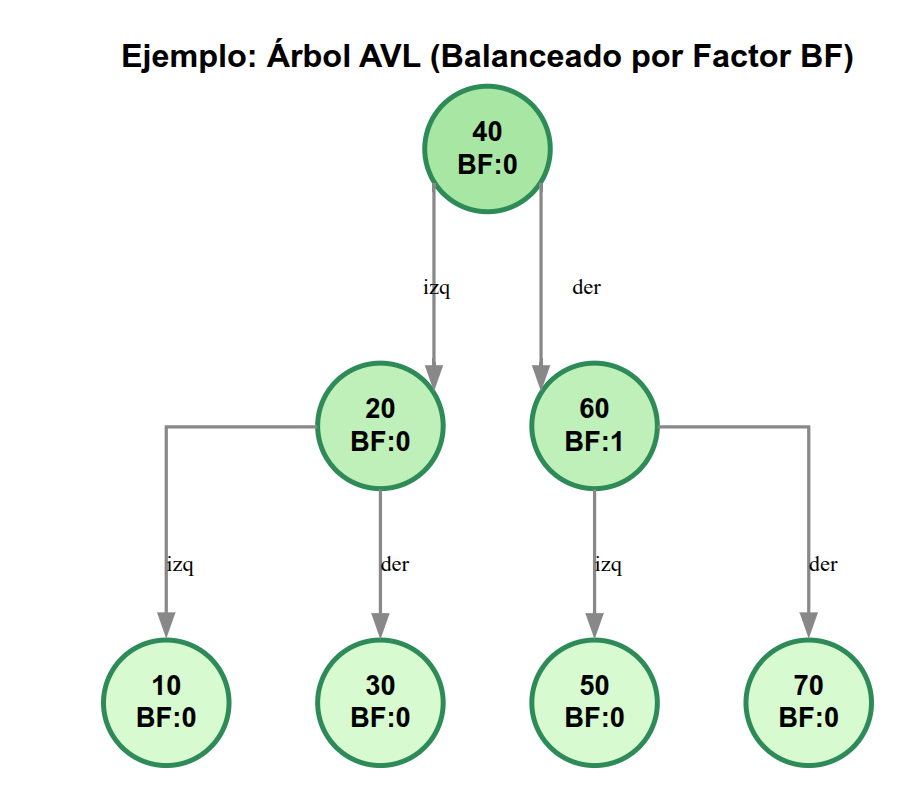 Ejemplo: Árbol AVL (Balanceado por Factor BF)
40
BF:0
izq
der
20
BF:0
60
BF:1
izq
der
izq
der
10
BF:0
30
BF:0
50
BF:0
70
BF:0